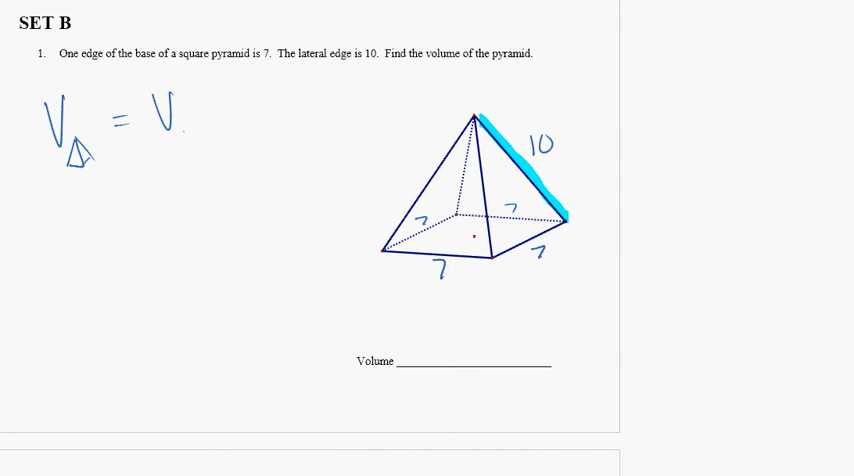 SET B
1. One edge of the base of a square pyramid is 7. The lateral edge is 10. Find the volume of the pyramid.
V = V
10
7 7
7
7
Volume